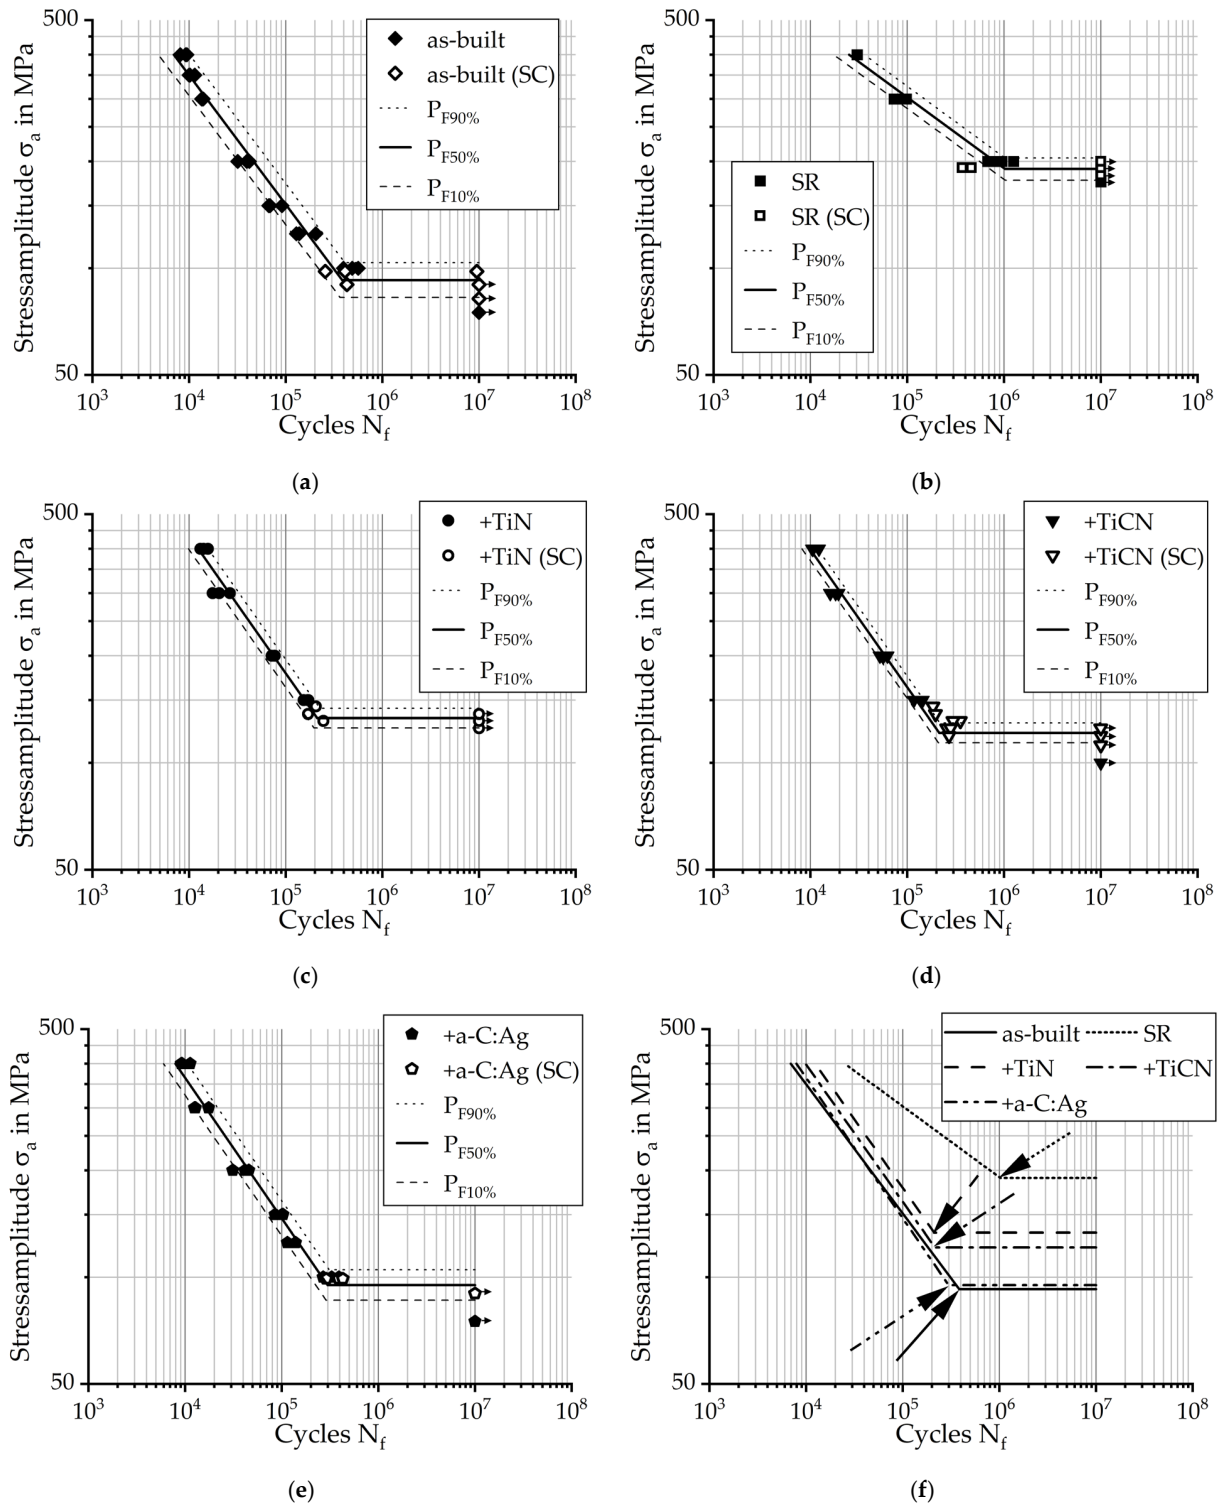 500
50
Stressamplitude σa in MPa
10³ 10⁴ 10⁵ 10⁶ 10⁷ 10⁸
Cycles Nf
as-built
as-built (SC)
PF90%
PF50%
PF10%
(a)
500
50
Stressamplitude σa in MPa
10³ 10⁴ 10⁵ 10⁶ 10⁷ 10⁸
Cycles Nf
SR
SR (SC)
PF90%
PF50%
PF10%
(b)
500
50
Stressamplitude σa in MPa
10³ 10⁴ 10⁵ 10⁶ 10⁷ 10⁸
Cycles Nf
+TiN
+TiN (SC)
PF90%
PF50%
PF10%
(c)
500
50
Stressamplitude σa in MPa
10³ 10⁴ 10⁵ 10⁶ 10⁷ 10⁸
Cycles Nf
+TiCN
+TiCN (SC)
PF90%
PF50%
PF10%
(d)
500
50
Stressamplitude σa in MPa
10³ 10⁴ 10⁵ 10⁶ 10⁷ 10⁸
Cycles Nf
+a-C:Ag
+a-C:Ag (SC)
PF90%
PF50%
PF10%
(e)
500
50
Stressamplitude σa in MPa
10³ 10⁴ 10⁵ 10⁶ 10⁷ 10⁸
Cycles Nf
as-built SR
+TiN +TiCN
+a-C:Ag
(f)